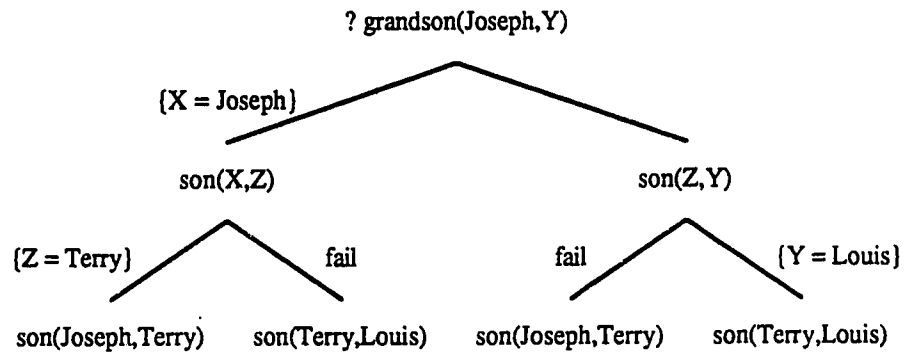 ? grandson(Joseph,Y)
{X = Joseph}
son(X,Z) son(Z,Y)
{Z = Terry} fail fail {Y = Louis}
son(Joseph,Terry) son(Terry,Louis) son(Joseph,Terry) son(Terry,Louis)